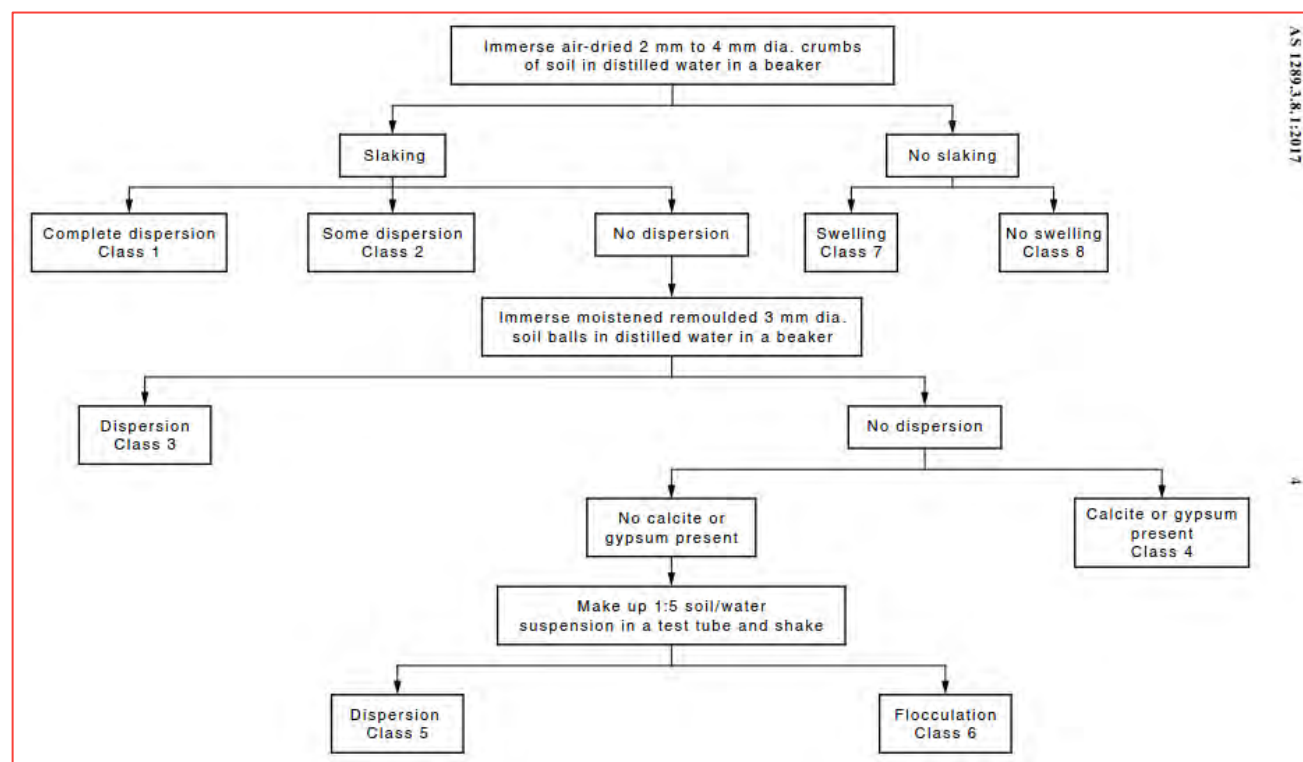 AS 1289.3.8.1:2017
Immerse air-dried 2 mm to 4 mm dia. crumbs
of soil in distilled water in a beaker
Slaking
No slaking
Complete dispersion
Class 1
Some dispersion
Class 2
No dispersion
Swelling
Class 7
No swelling
Class 8
Immerse moistened remoulded 3 mm dia.
soil balls in distilled water in a beaker
Dispersion
Class 3
No dispersion
No calcite or
gypsum present
Calcite or gypsum
present
Class 4
4
Make up 1:5 soil/water
suspension in a test tube and shake
Dispersion
Class 5
Flocculation
Class 6